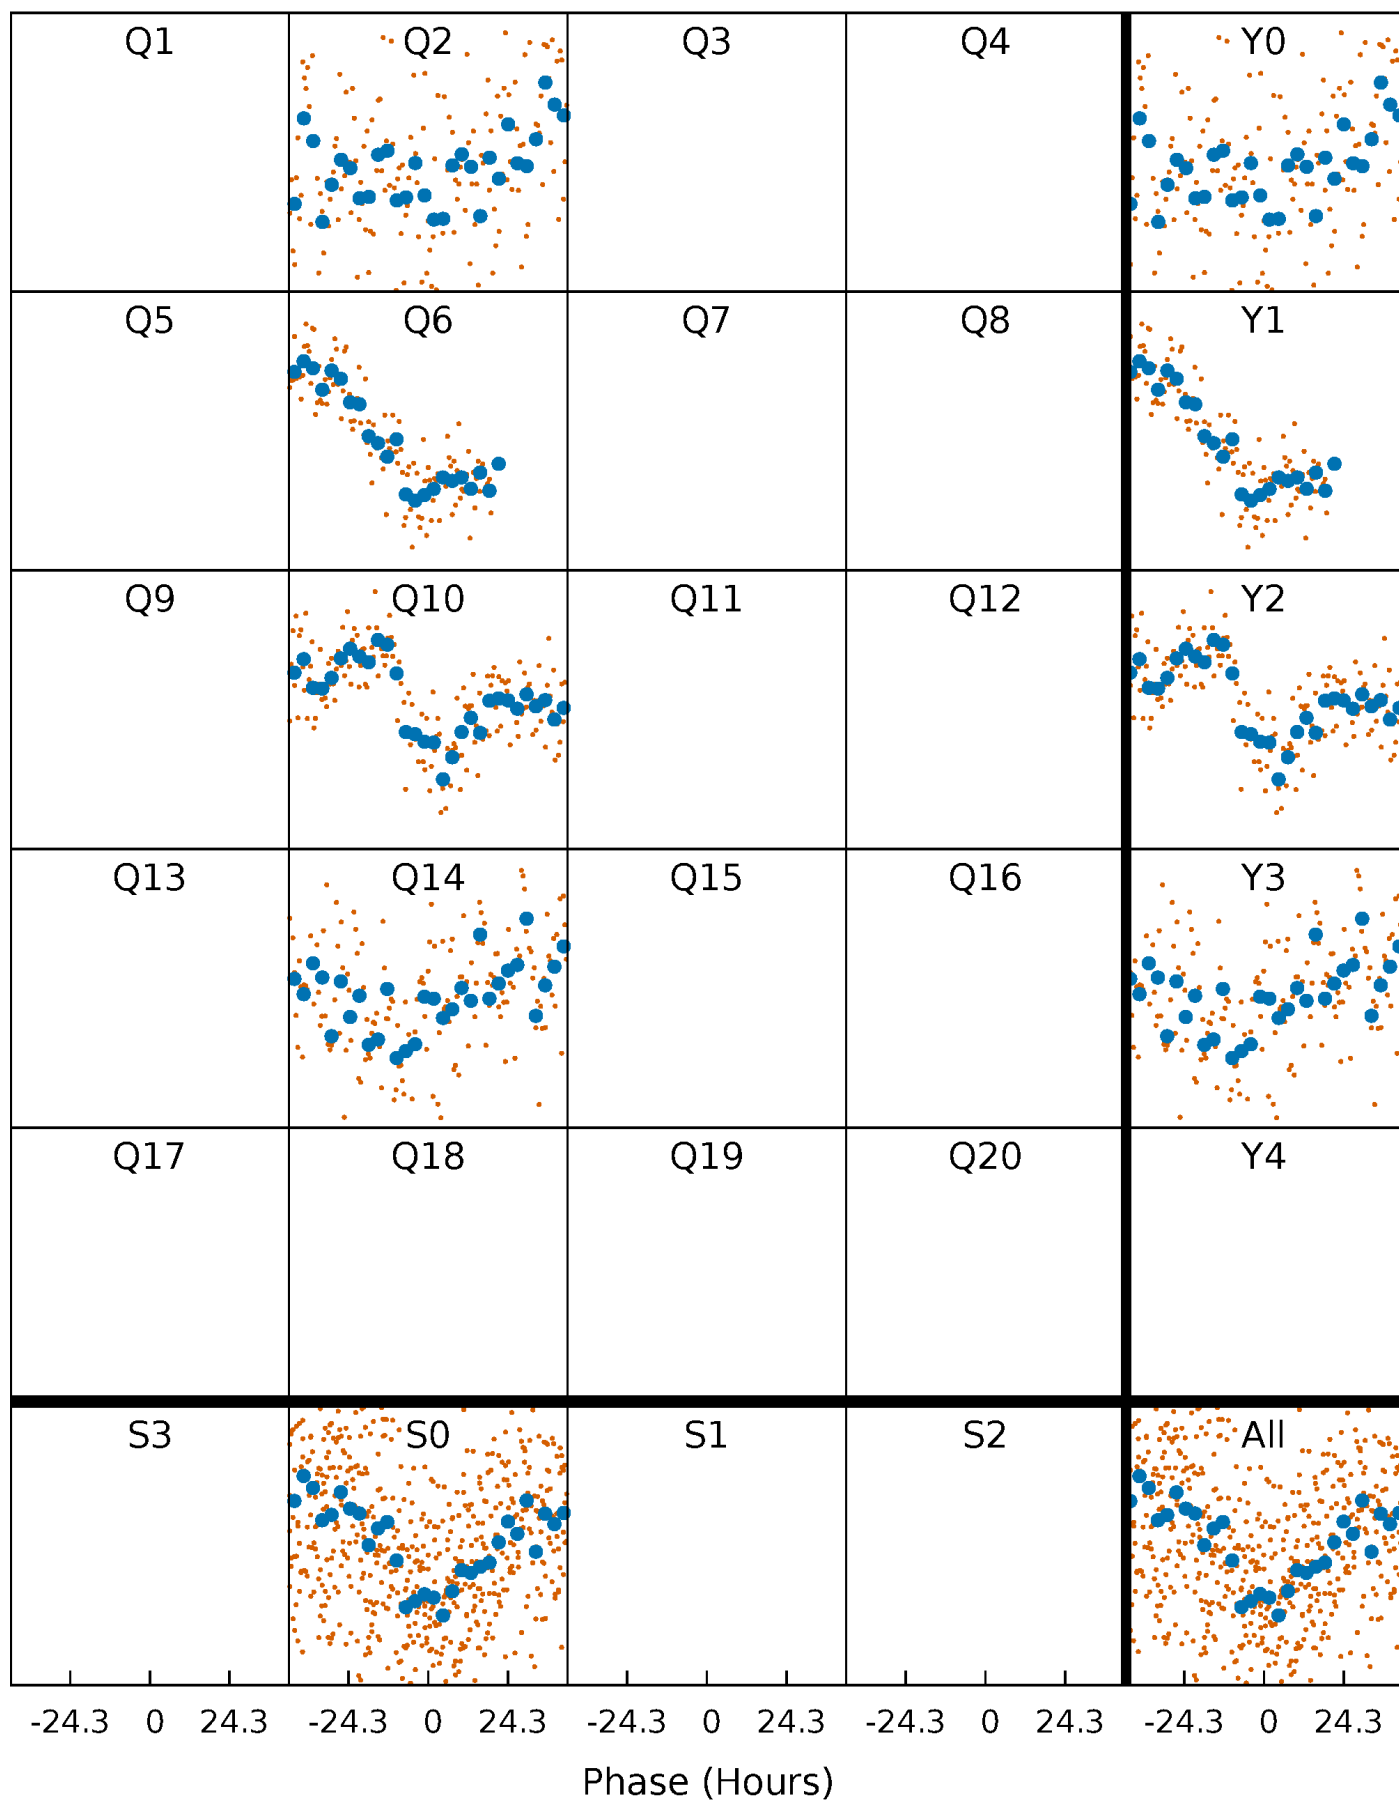 Q1 Q2 Q3 Q4 Y0
Q5 Q6 Q7 Q8 Y1
Q9 Q10 Q11 Q12 Y2
Q13 Q14 Q15 Q16 Y3
Q17 Q18 Q19 Q20 Y4
S3 S0 S1 S2 All
-24.3 0 24.3 -24.3 0 24.3 -24.3 0 24.3 -24.3 0 24.3 -24.3 0 24.3
Phase (Hours)